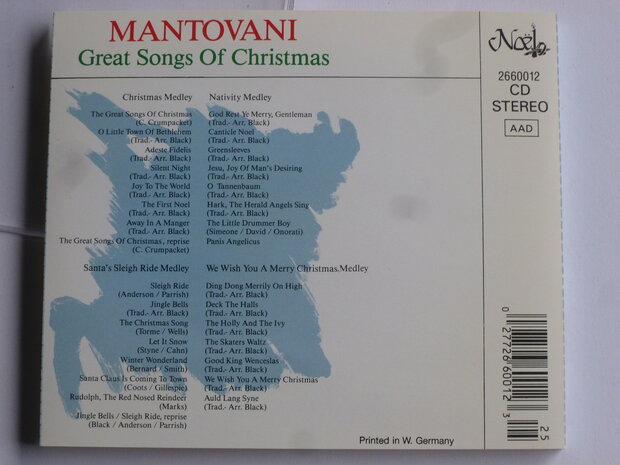 MANTOVANI
Great Songs Of Christmas
Noël
2660012
CD
STEREO
AAD
Christmas Medley
The Great Songs Of Christmas
(C. Crumpacket)
O Little Town Of Bethlehem
(Trad.- Arr. Black)
Adeste Fidelis
(Trad.- Arr. Black)
Silent Night
(Trad.- Arr. Black)
Joy To The World
(Trad.- Arr. Black)
The First Noel
(Trad.- Arr. Black)
Away In A Manger
(Trad.- Arr. Black)
The Great Songs Of Christmas, reprise
(C. Crumpacket)
Nativity Medley
God Rest Ye Merry, Gentleman
(Trad.- Arr. Black)
Canticle Noel
(Trad.- Arr. Black)
Greensleeves
(Trad.- Arr. Black)
Jesu, Joy Of Man's Desiring
(Trad.- Arr. Black)
O Tannenbaum
(Trad.- Arr. Black)
Hark, The Herald Angels Sing
(Trad.- Arr. Black)
The Little Drummer Boy
(Simeone / David / Onorati)
Panis Angelicus
Santa's Sleigh Ride Medley
Sleigh Ride
(Anderson / Parrish)
Jingle Bells
(Trad.- Arr. Black)
The Christmas Song
(Torme / Wells)
Let It Snow
(Styne / Cahn)
Winter Wonderland
(Bernard / Smith)
Santa Claus Is Coming To Town
(Coots / Gillespie)
Rudolph, The Red Nosed Reindeer
(Marks)
Jingle Bells / Sleigh Ride, reprise
(Black / Anderson / Parrish)
We Wish You A Merry Christmas.Medley
Ding Dong Merrily On High
(Trad.- Arr. Black)
Deck The Halls
(Trad.- Arr. Black)
The Holly And The Ivy
(Trad.- Arr. Black)
The Skaters Waltz
(Trad.- Arr. Black)
Good King Wenceslas
(Trad.- Arr. Black)
We Wish You A Merry Christmas
(Trad.- Arr. Black)
Auld Lang Syne
(Trad.- Arr. Black)
0 27726 60012 3
25
Printed in W. Germany